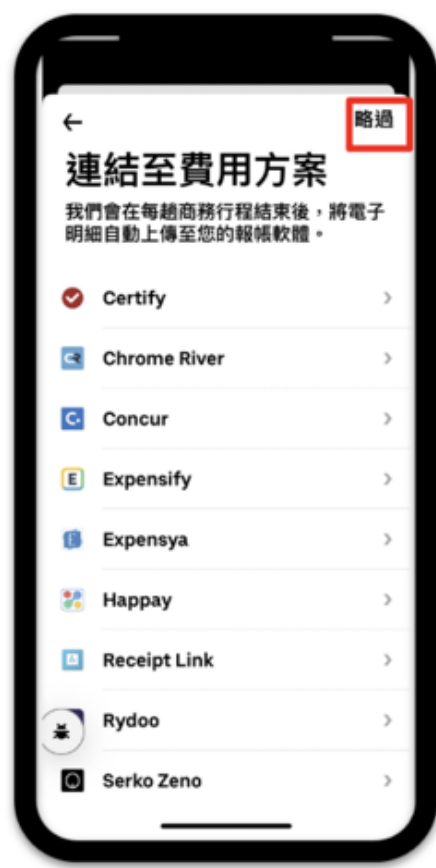 略過
連結至費用方案
我們會在每趟商務行程結束後，將電子
明細自動上傳至您的報帳軟體。
Certify
Chrome River
Concur
Expensify
Expensya
Happay
Receipt Link
Rydoo
Serko Zeno